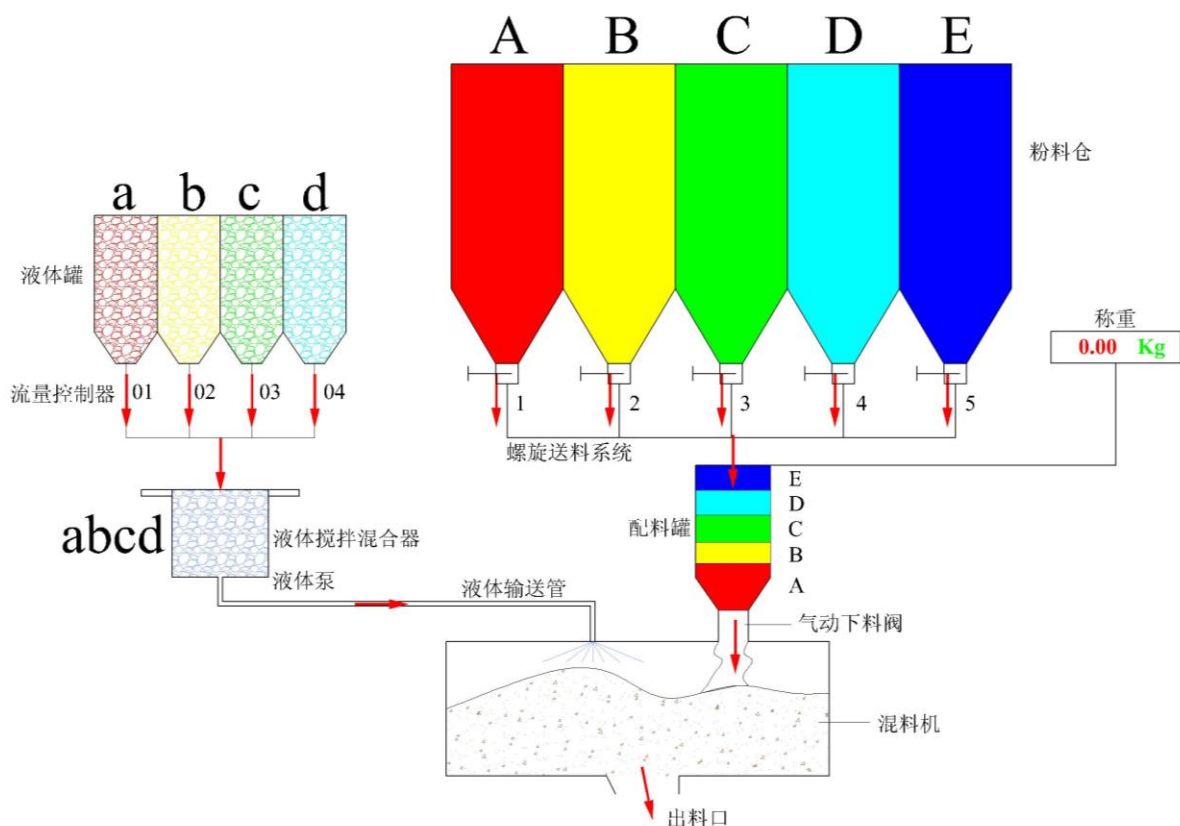 A B C D E
粉料仓
a b c d
液体罐
称重
0.00 Kg
流量控制器 01 02 03 04
1 2 3 4 5
螺旋送料系统
E
D
配料罐 C
B
A
abcd
液体搅拌混合器
液体泵
液体输送管
气动下料阀
混料机
出料口